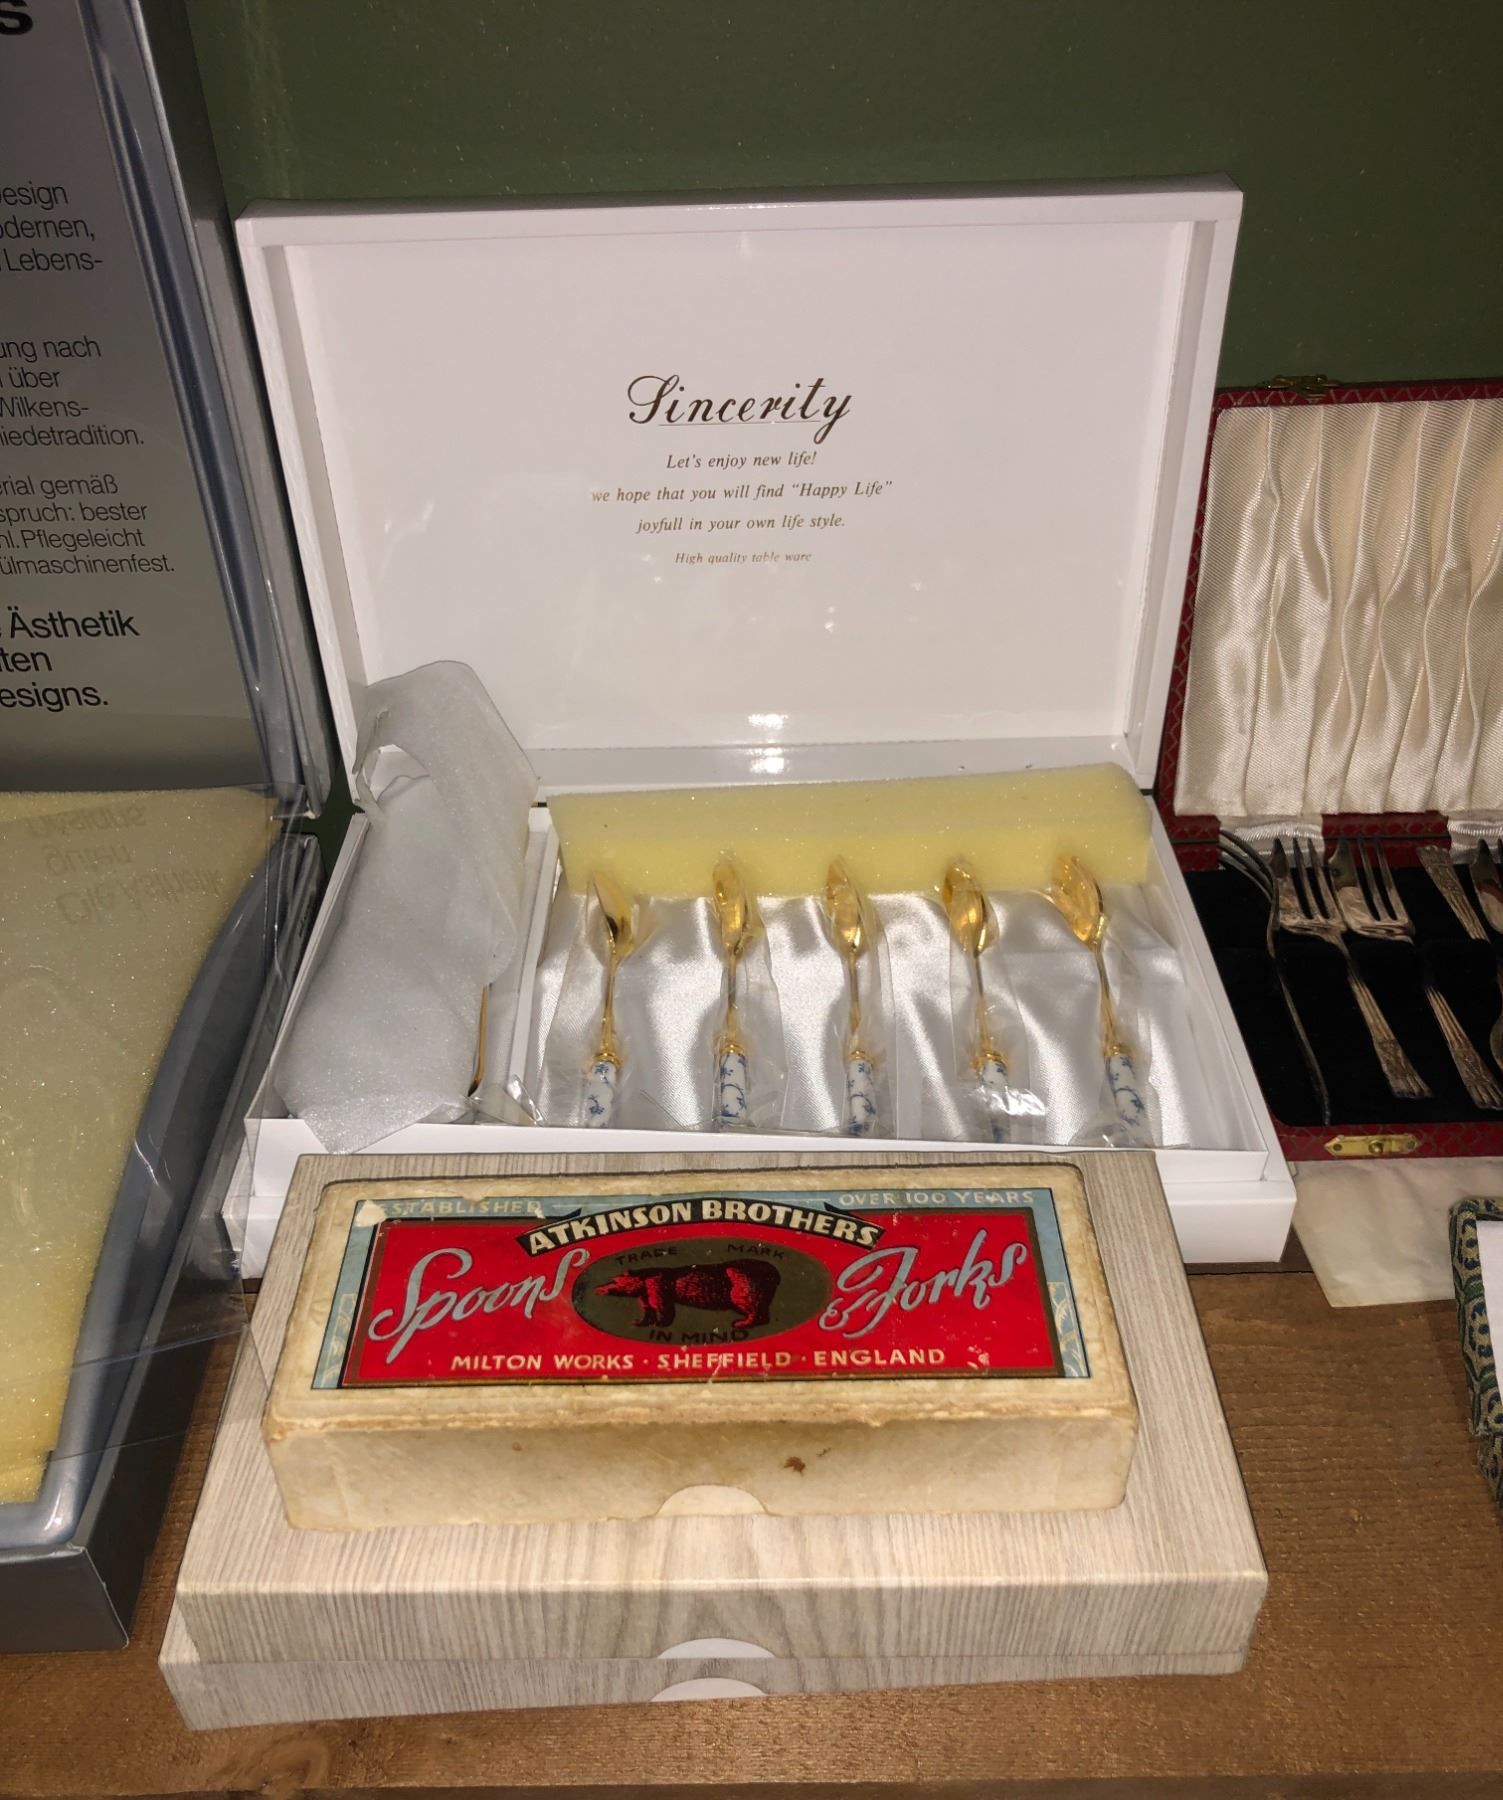 s
esign
odernen,
Lebens-
ung nach
über
Wilkens-
iedetradition.
rial gemäß
spruch: bester
hl. Pflegeleicht
ülmaschinenfest.
Ästhetik
ten
esigns.
Sincerity
Let's enjoy new life!
we hope that you will find "Happy Life"
joyfull in your own life style.
High quality table ware
ESTABLISHED OVER 100 YEARS
ATKINSON BROTHERS
Spoons & Forks
TRADE MARK
IN MIND
MILTON WORKS · SHEFFIELD · ENGLAND